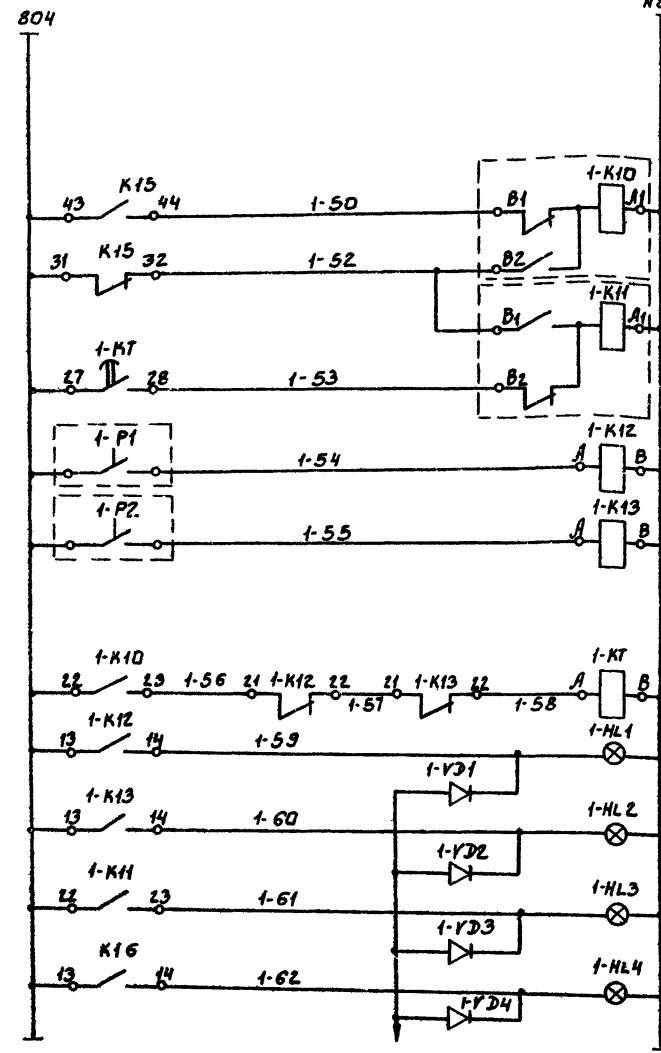 804
43 K15 44 1-50 B1 1-K10 A1
31 K15 32 1-52 B2
B1 1-K11 A1
1-KT
27 28 1-53 B2
1-P1 1-54 A 1-K12 B
1-P2. 1-55 A 1-K13 B
1-K10 1-KT
22 23 1-56 21 1-K12 22 1-57 21 1-K13 22 1-58 A B
1-K12
13 14 1-59 1-HL1
1-VD1
1-K13
13 14 1-60 1-HL2
1-VD2
1-K11
22 23 1-61 1-HL3
1-VD3
K16
13 14 1-62 1-HL4
1-VD4